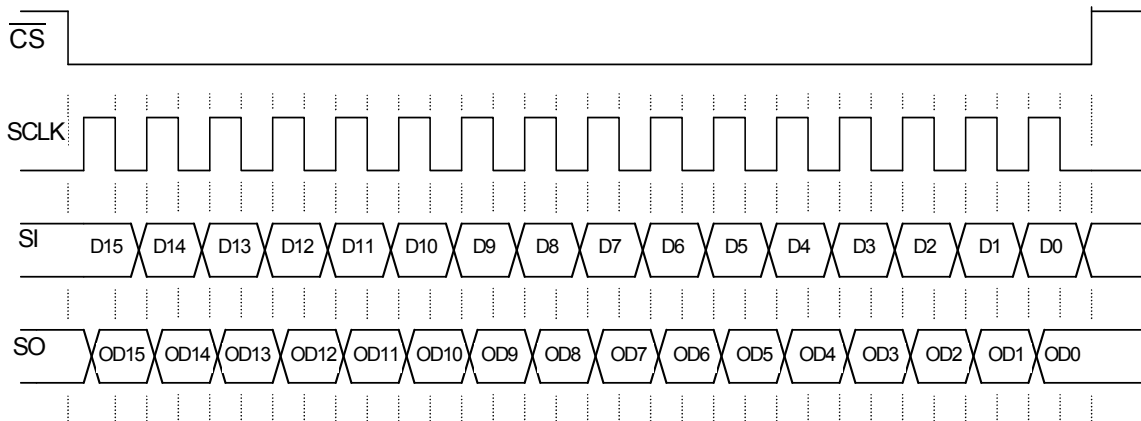 CS
SCLK
SI D15 D14 D13 D12 D11 D10 D9 D8 D7 D6 D5 D4 D3 D2 D1 D0
SO OD15 OD14 OD13 OD12 OD11 OD10 OD9 OD8 OD7 OD6 OD5 OD4 OD3 OD2 OD1 OD0